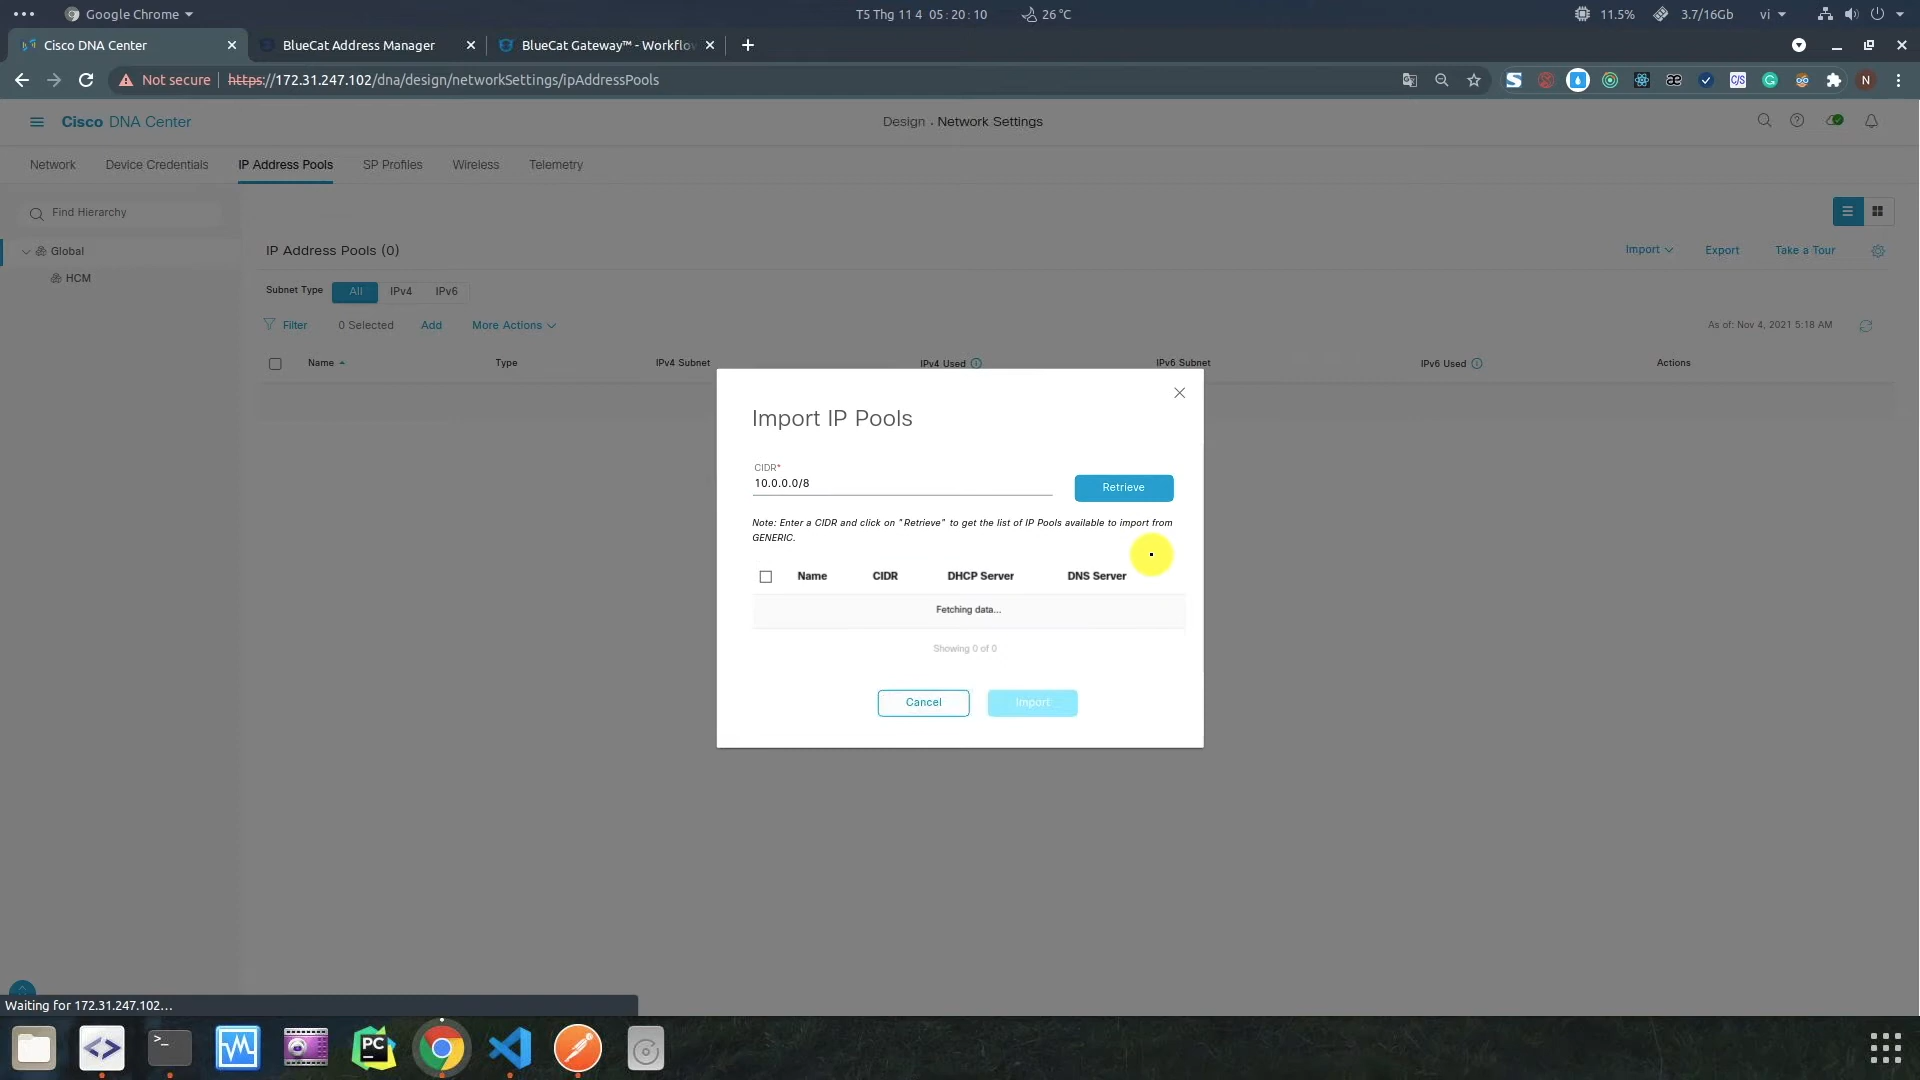 Google Chrome
T5 Thg 11 4 05:20:10
26 °C
11.5%
3.7/16Gb
vi
Cisco DNA Center
BlueCat Address Manager
BlueCat Gateway™ - Workflo
Not secure
https://172.31.247.102/dna/design/networkSettings/ipAddressPools
N
Cisco DNA Center
Design . Network Settings
Network
Device Credentials
IP Address Pools
SP Profiles
Wireless
Telemetry
Find Hierarchy
Global
HCM
IP Address Pools (0)
Import
Export
Take a Tour
Subnet Type
All
IPv4
IPv6
Filter
0 Selected
Add
More Actions
As of: Nov 4, 2021 5:18 AM
Name
Type
IPv4 Subnet
IPv4 Used
IPv6 Subnet
IPv6 Used
Actions
Import IP Pools
CIDR*
10.0.0.0/8
Retrieve
Note: Enter a CIDR and click on "Retrieve" to get the list of IP Pools available to import from
GENERIC.
Name
CIDR
DHCP Server
DNS Server
Fetching data...
Showing 0 of 0
Cancel
Import
Waiting for 172.31.247.102...
>_
PC